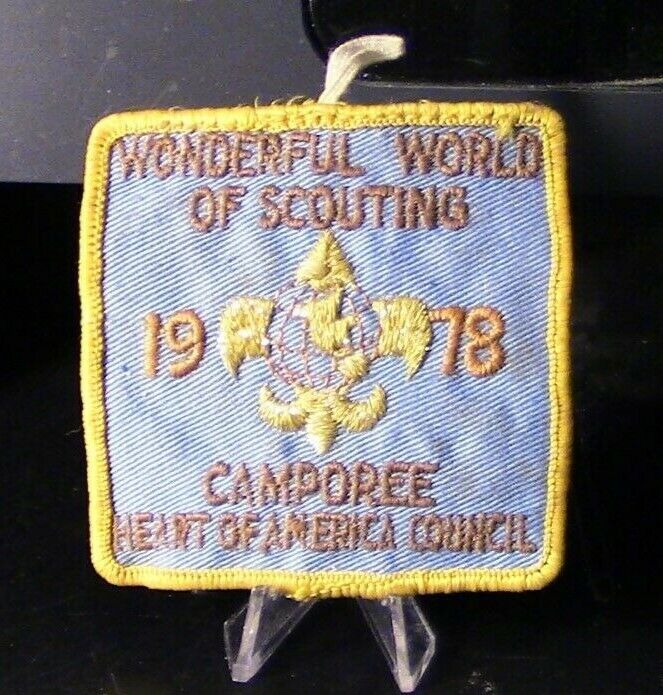 WONDERFUL WORLD
OF SCOUTING
19 78
CAMPOREE
HEART OF AMERICA COUNCIL